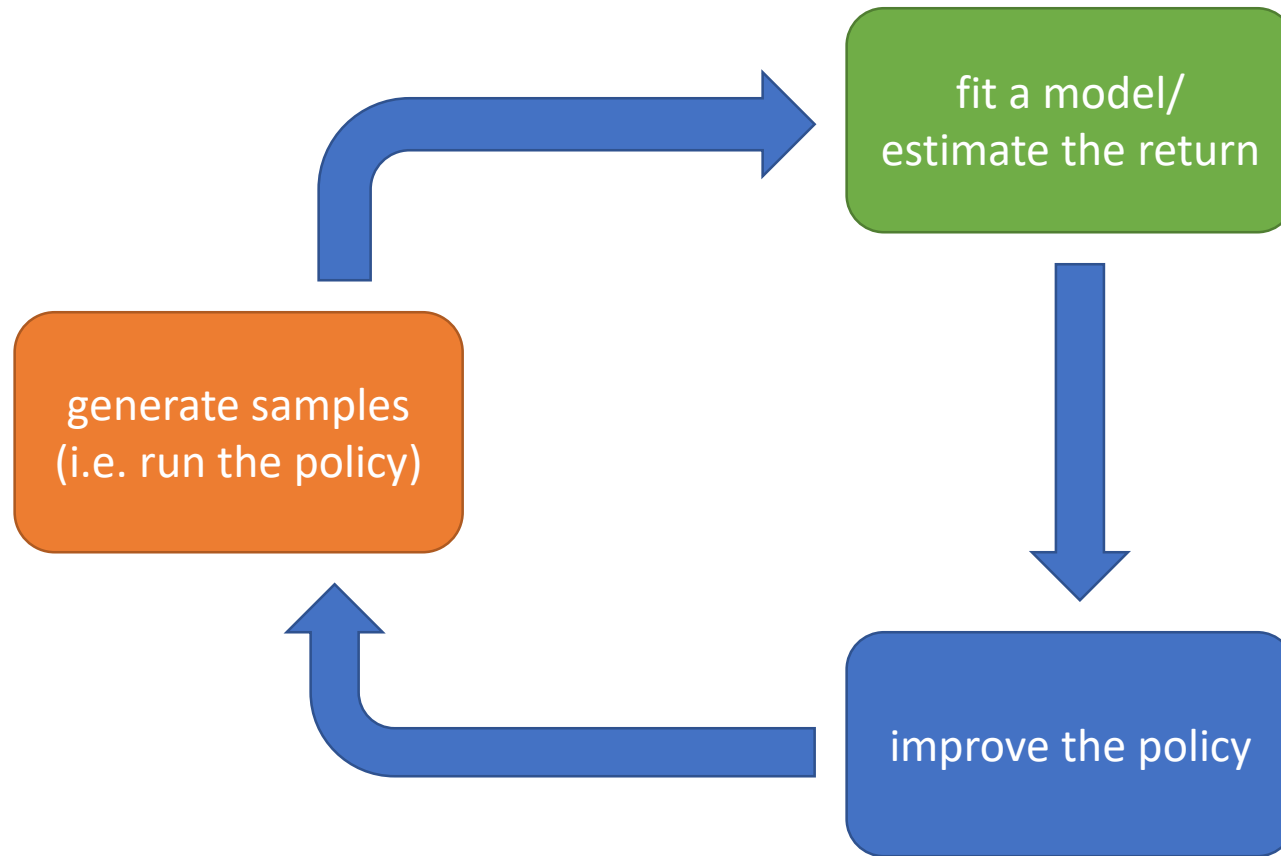 fit a model/
estimate the return
generate samples
(i.e. run the policy)
improve the policy